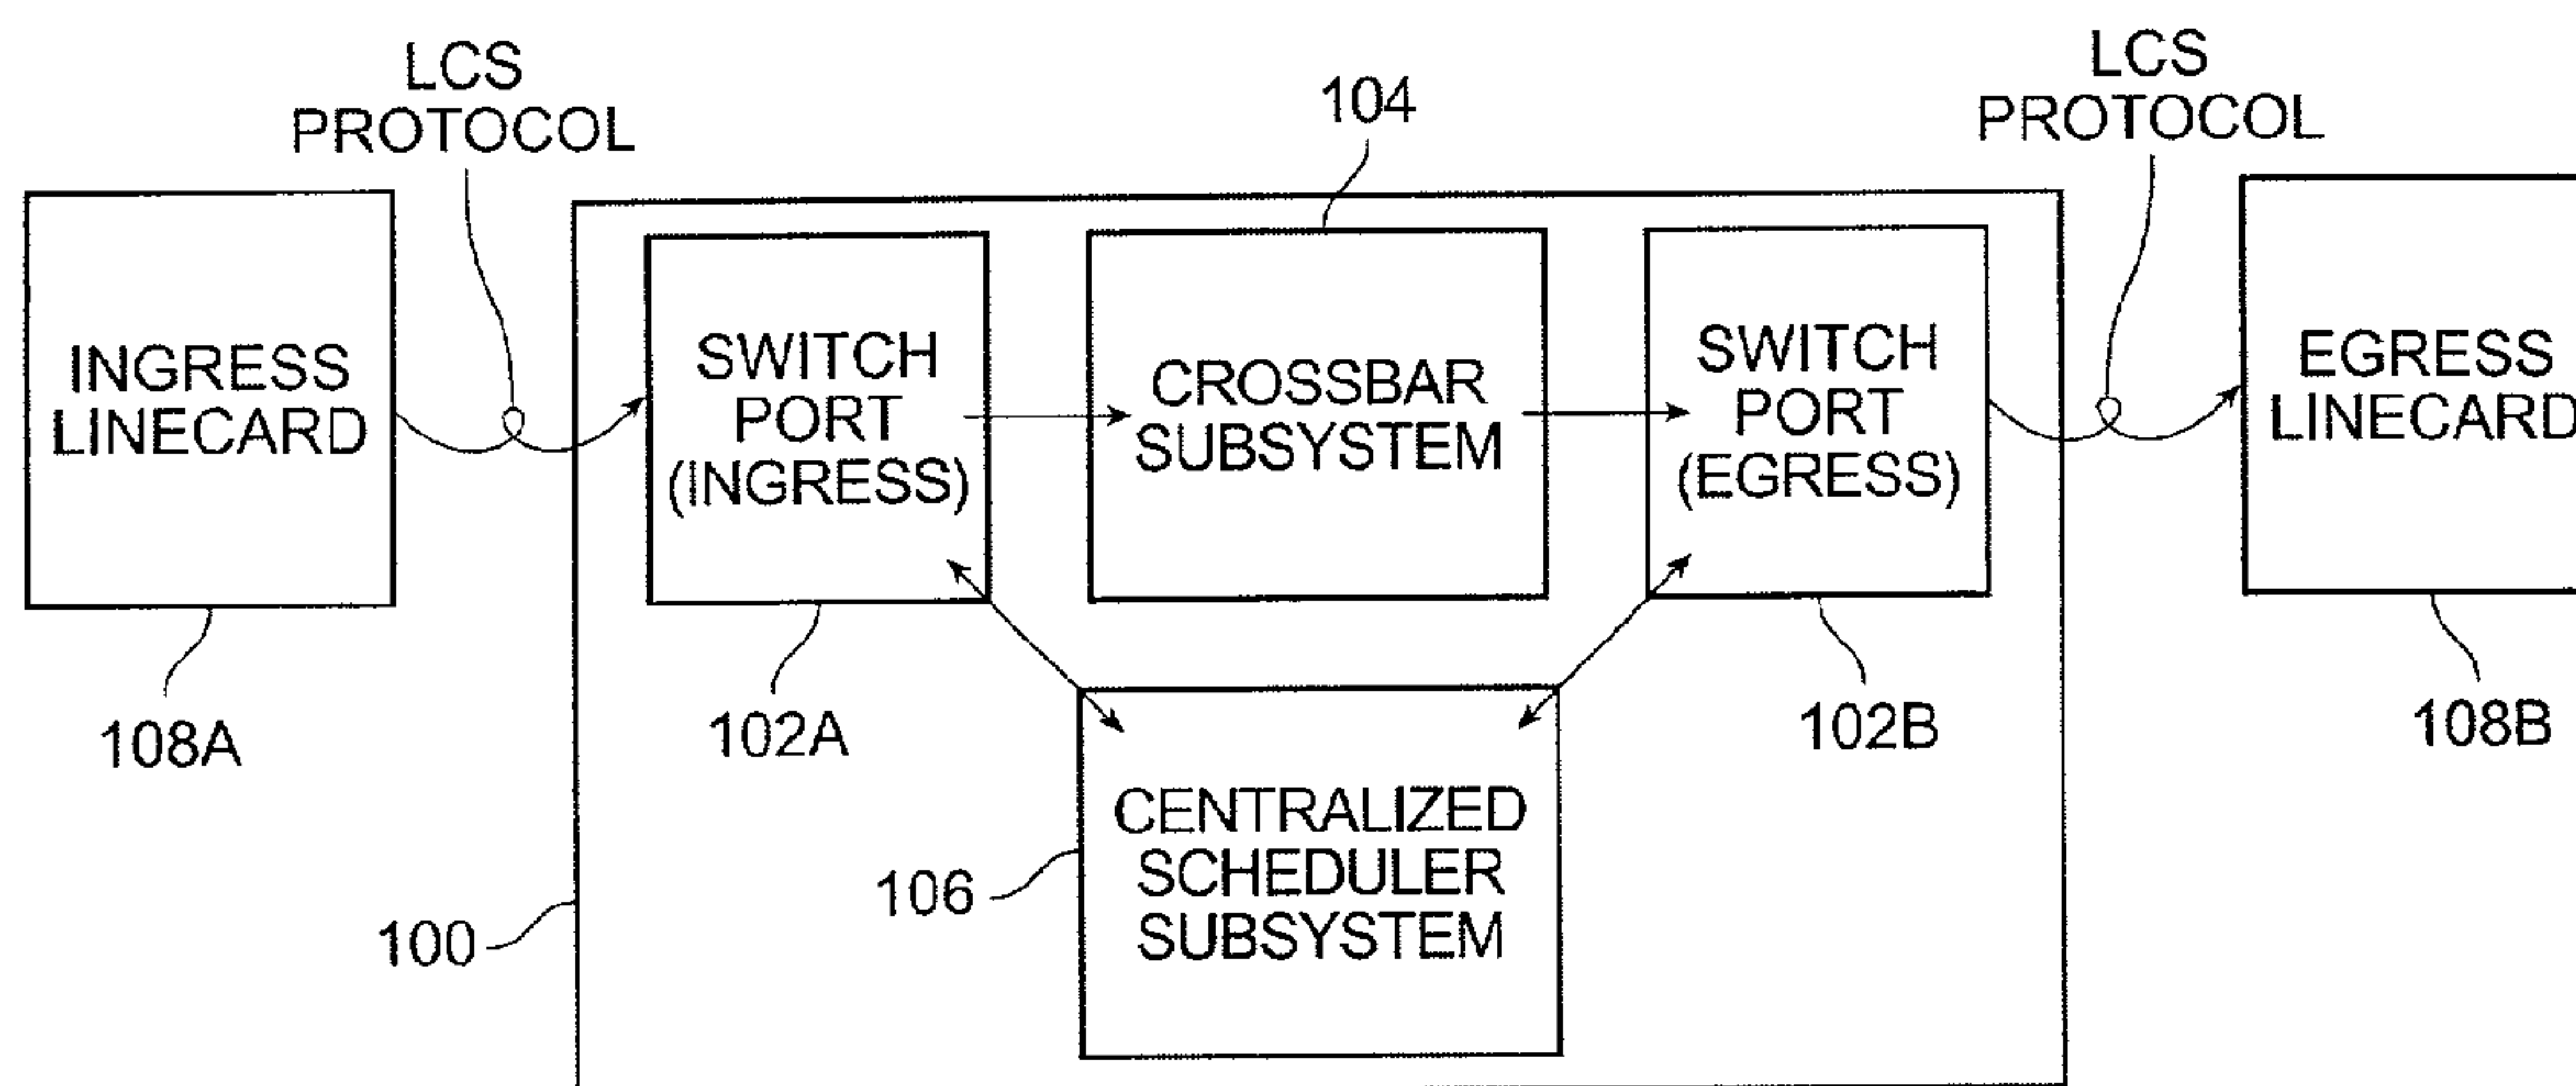 LCS
PROTOCOL
104
LCS
PROTOCOL
INGRESS
LINECARD
SWITCH
PORT
(INGRESS)
CROSSBAR
SUBSYSTEM
SWITCH
PORT
(EGRESS)
EGRESS
LINECARD
108A
102A
102B
108B
CENTRALIZED
SCHEDULER
SUBSYSTEM
106
100